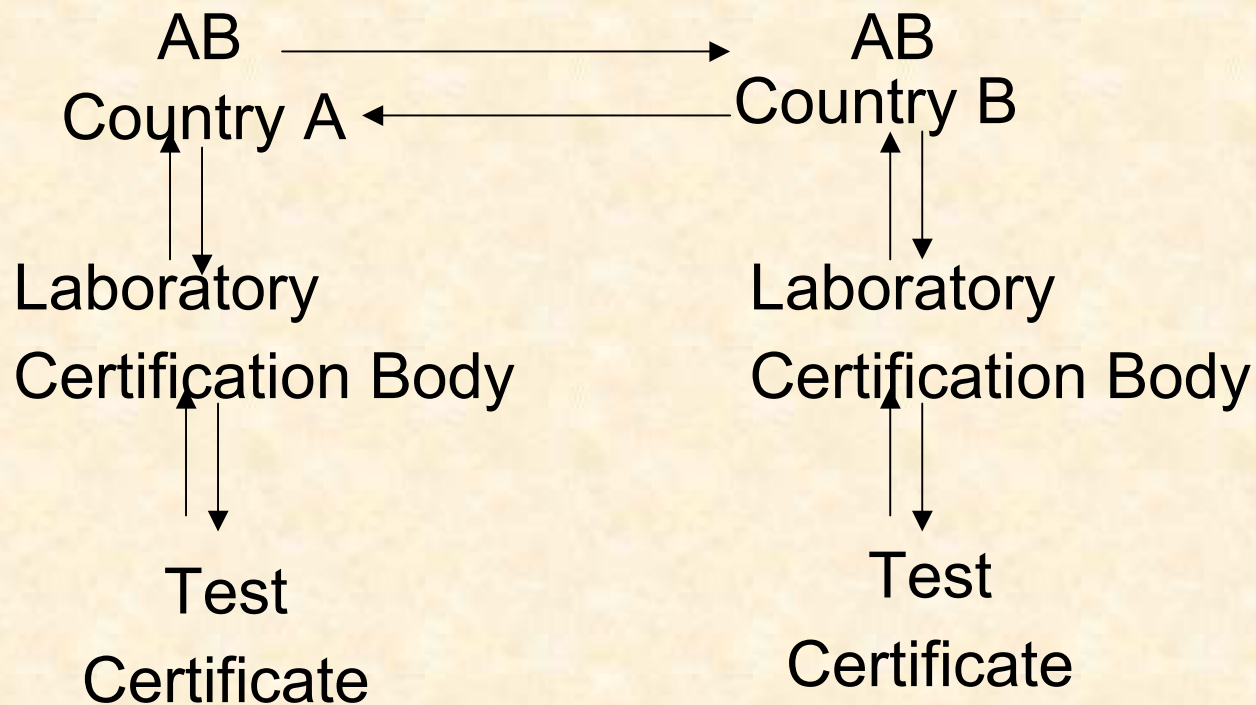 AB
Country A
Laboratory
Certification Body
Test
Certificate
AB
Country B
Laboratory
Certification Body
Test
Certificate